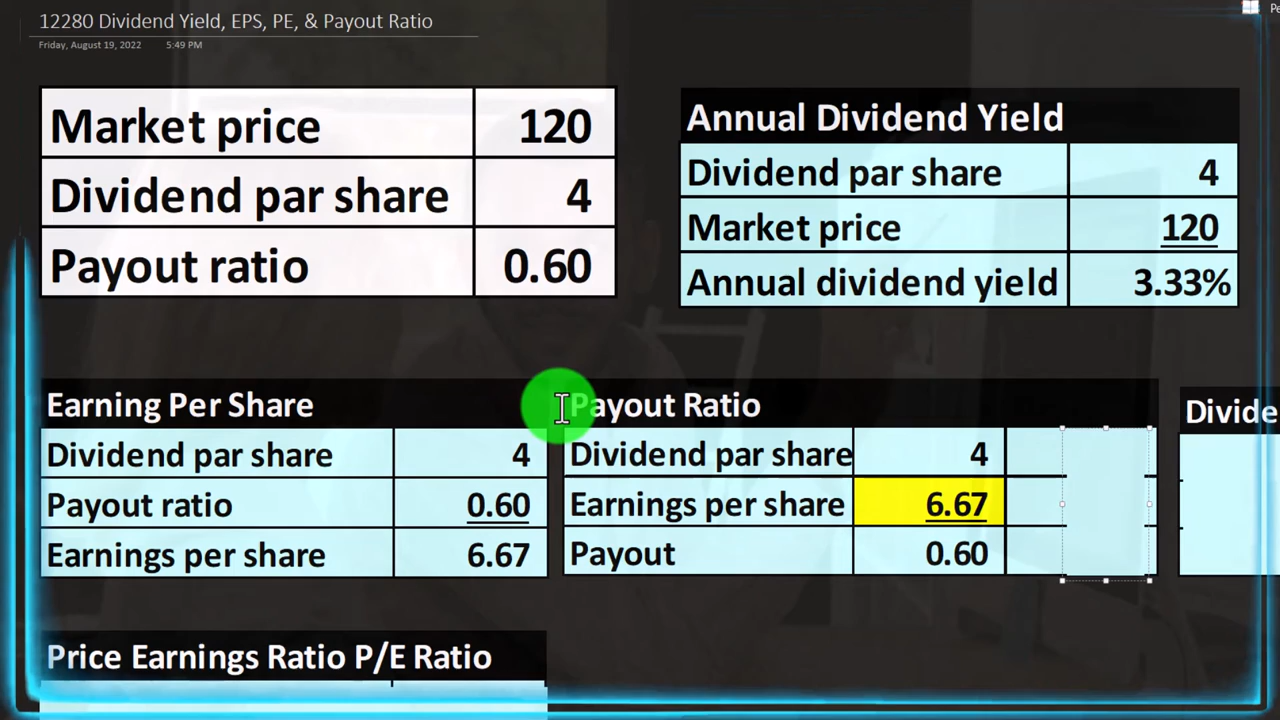 12280 Dividend Yield, EPS, PE, & Payout Ratio
Friday, August 19, 2022 5:49 PM
Market price 120
Dividend par share 4
Payout ratio 0.60
Annual Dividend Yield
Dividend par share 4
Market price 120
Annual dividend yield 3.33%
Earning Per Share
Dividend par share 4
Payout ratio 0.60
Earnings per share 6.67
Payout Ratio
Dividend par share 4
Earnings per share 6.67
Payout 0.60
Divide
Price Earnings Ratio P/E Ratio